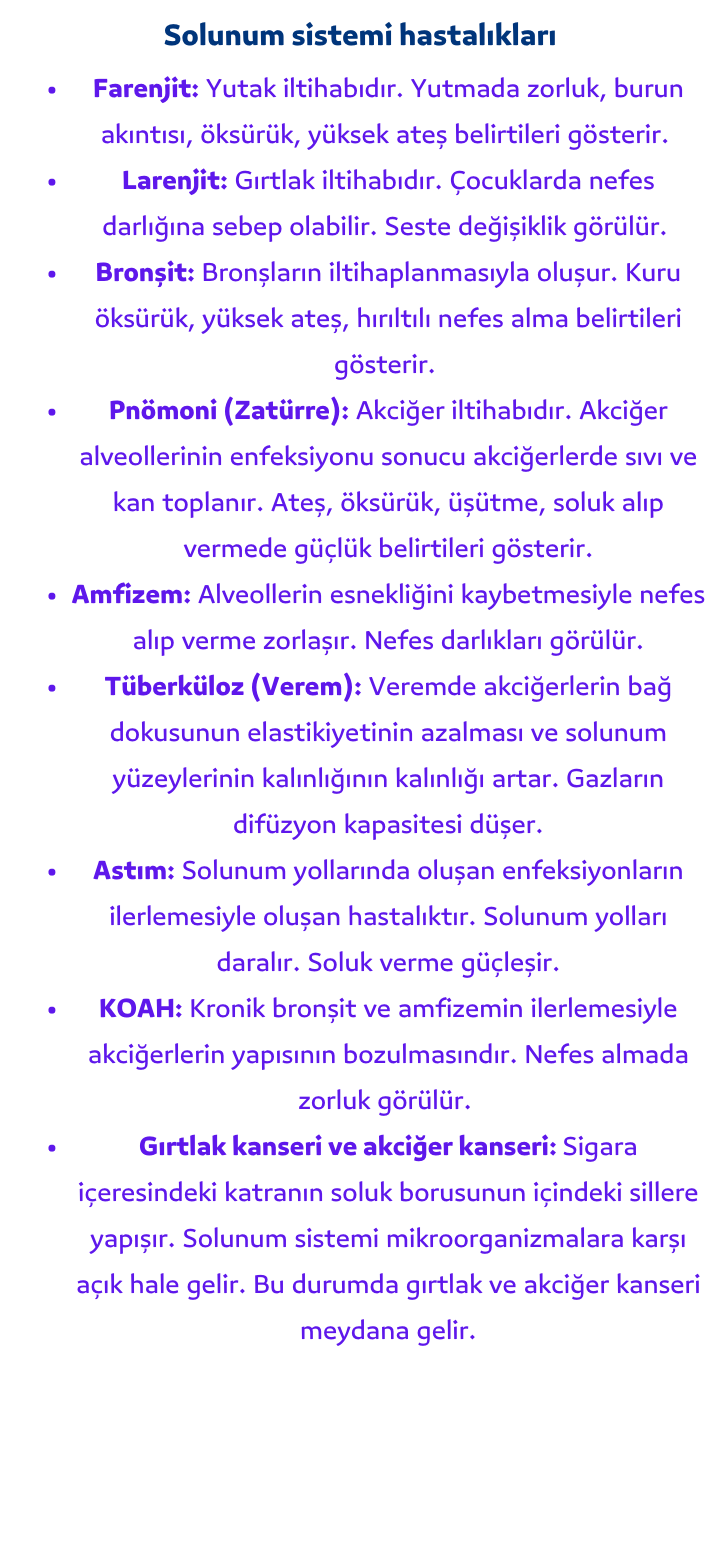 Solunum sistemi hastalıkları
• Farenjit: Yutak iltihabıdır. Yutmada zorluk, burun
akıntısı, öksürük, yüksek ateş belirtileri gösterir.
• Larenjit: Gırtlak iltihabıdır. Çocuklarda nefes
darlığına sebep olabilir. Seste değişiklik görülür.
• Bronşit: Bronşların iltihaplanmasıyla oluşur. Kuru
öksürük, yüksek ateş, hırıltılı nefes alma belirtileri
gösterir.
• Pnömoni (Zatürre): Akciğer iltihabıdır. Akciğer
alveollerinin enfeksiyonu sonucu akciğerlerde sıvı ve
kan toplanır. Ateş, öksürük, üşütme, soluk alıp
vermede güçlük belirtileri gösterir.
• Amfizem: Alveollerin esnekliğini kaybetmesiyle nefes
alıp verme zorlaşır. Nefes darlıkları görülür.
• Tüberküloz (Verem): Veremde akciğerlerin bağ
dokusunun elastikiyetinin azalması ve solunum
yüzeylerinin kalınlığının kalınlığı artar. Gazların
difüzyon kapasitesi düşer.
• Astım: Solunum yollarında oluşan enfeksiyonların
ilerlemesiyle oluşan hastalıktır. Solunum yolları
daralır. Soluk verme güçleşir.
• KOAH: Kronik bronşit ve amfizemin ilerlemesiyle
akciğerlerin yapısının bozulmasındır. Nefes almada
zorluk görülür.
• Gırtlak kanseri ve akciğer kanseri: Sigara
içeresindeki katranın soluk borusunun içindeki sillere
yapışır. Solunum sistemi mikroorganizmalara karşı
açık hale gelir. Bu durumda gırtlak ve akciğer kanseri
meydana gelir.